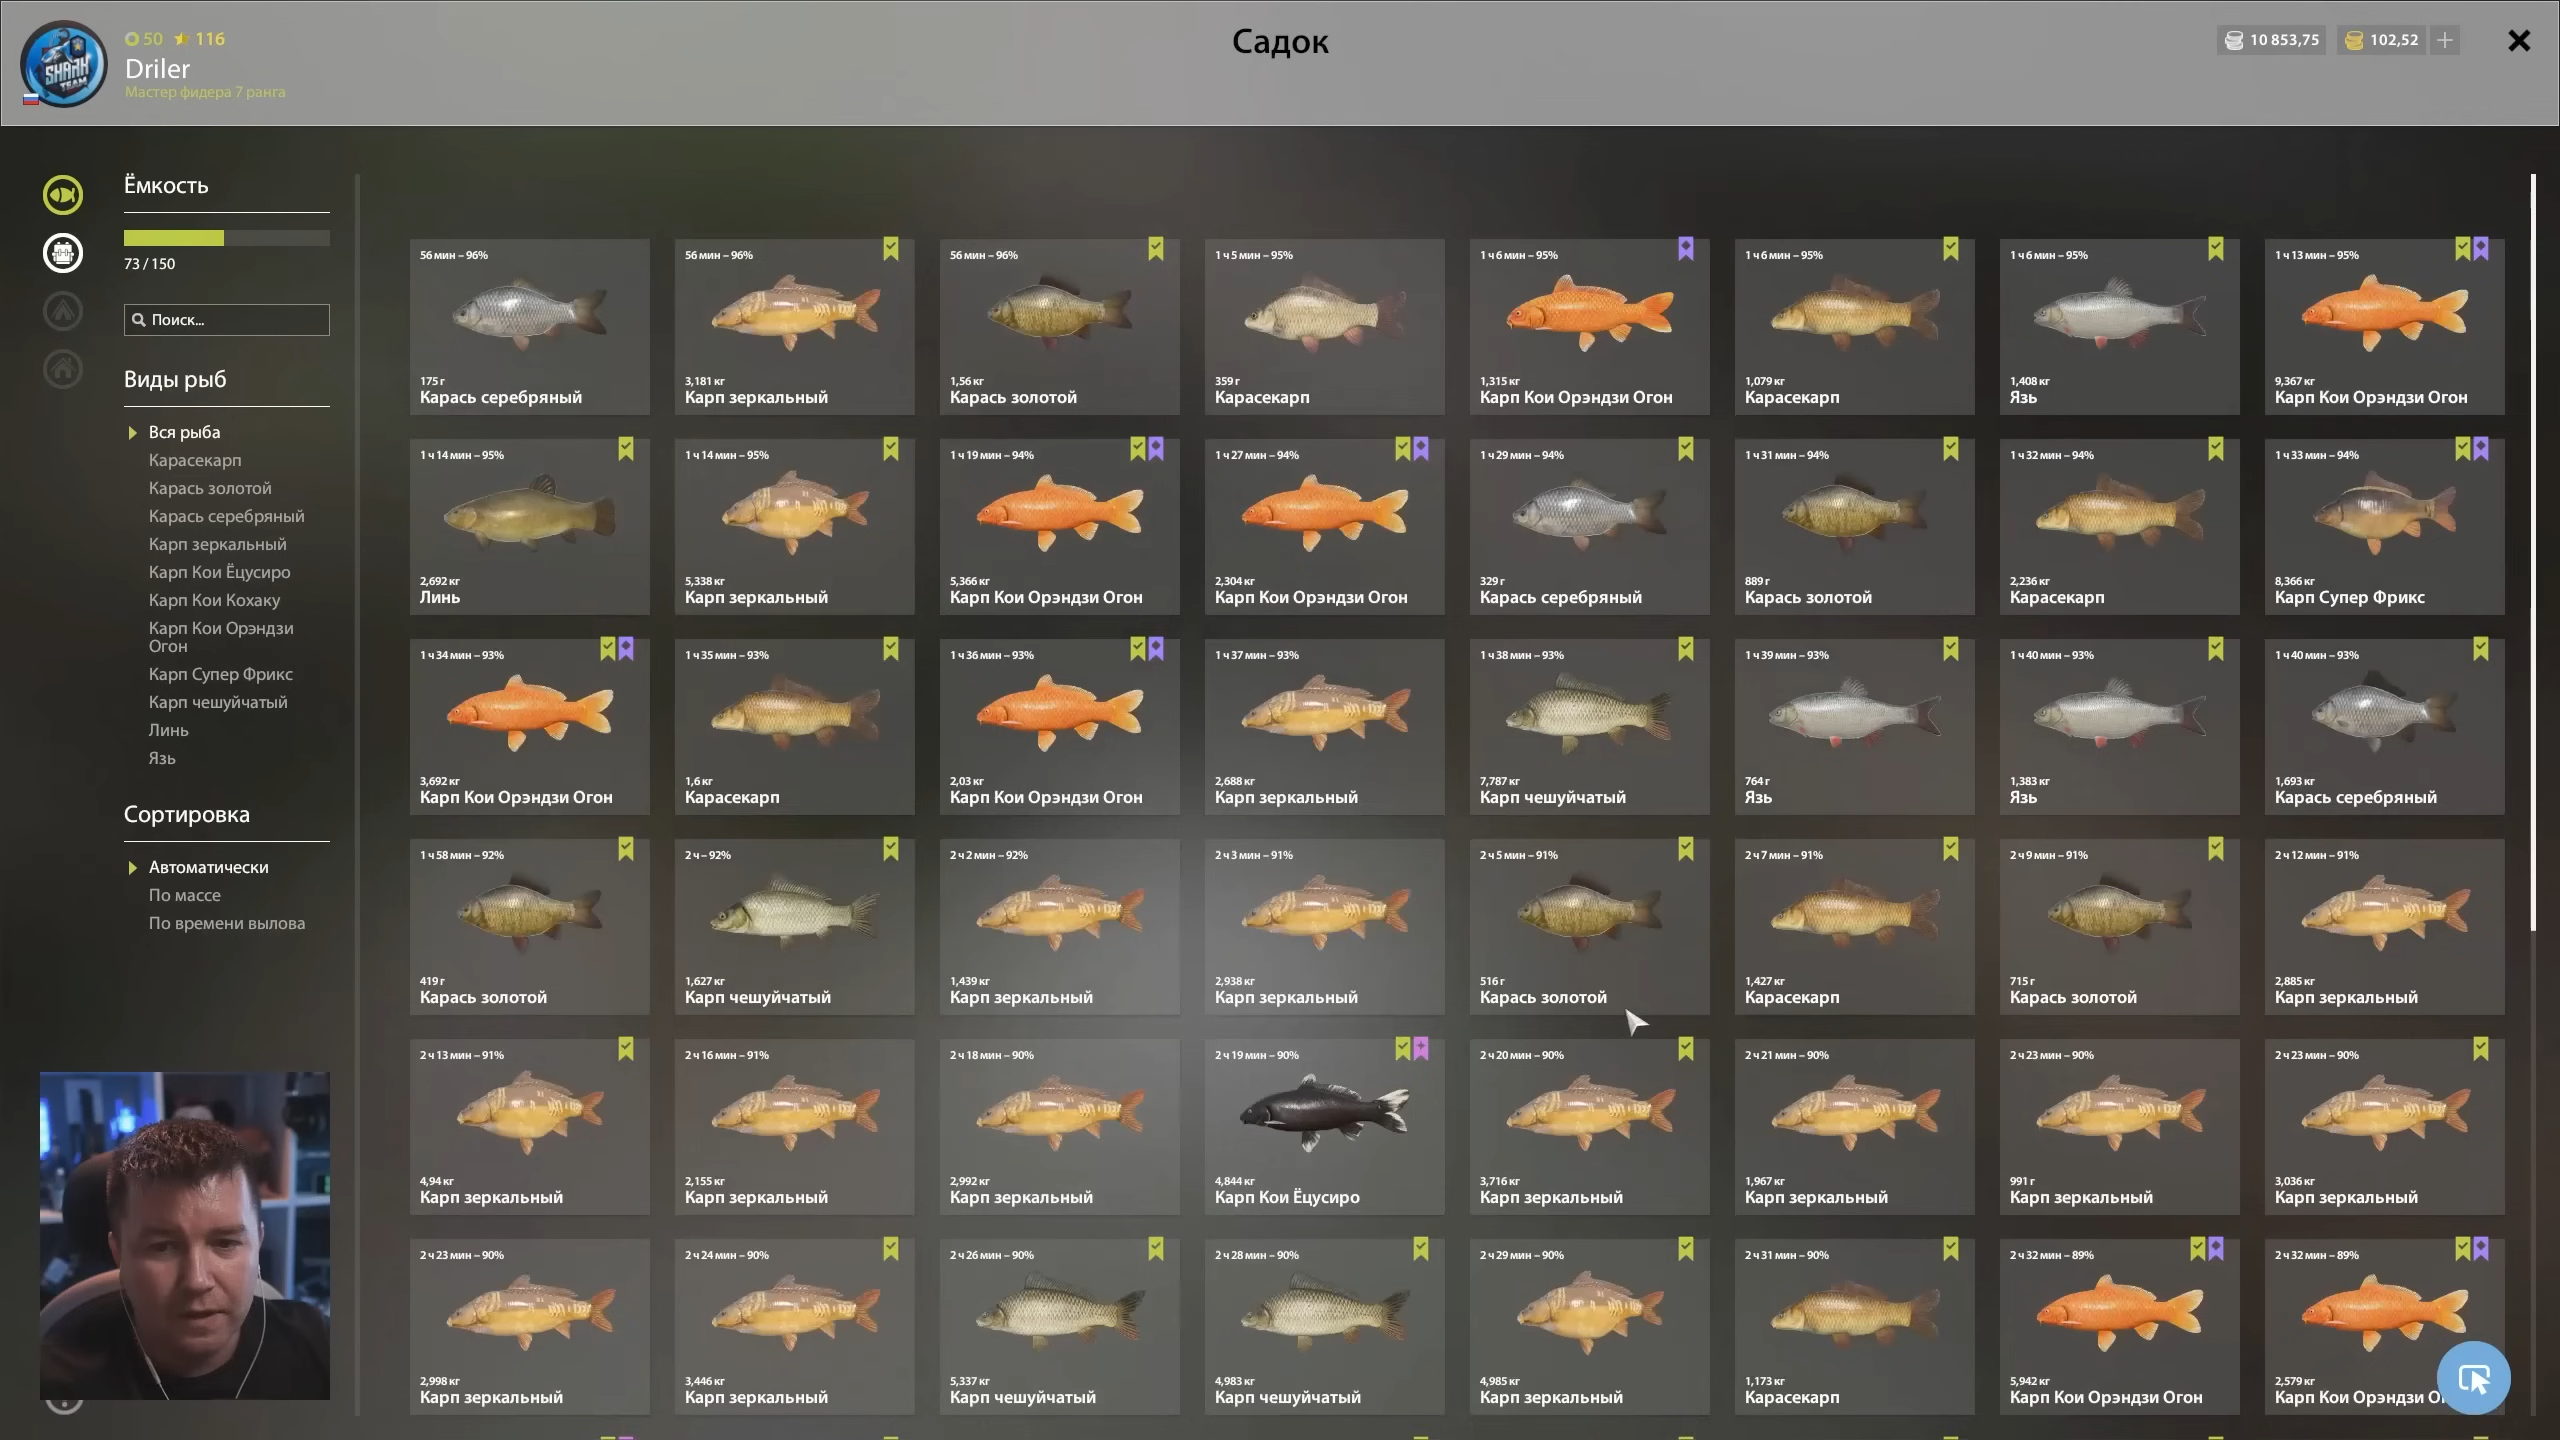 50 116
Driler
Мастер фидера 7 ранга
SHARK TEAM
Садок
10 853,75
102,52
Ёмкость
73 / 150
Поиск...
Виды рыб
Вся рыба
Карасекарп
Карась золотой
Карась серебряный
Карп зеркальный
Карп Кои Ёцусиро
Карп Кои Кохаку
Карп Кои Орэндзи
Огон
Карп Супер Фрикс
Карп чешуйчатый
Линь
Язь
Сортировка
Автоматически
По массе
По времени вылова
56 мин – 96%
175 г
Карась серебряный
56 мин – 96%
3,181 кг
Карп зеркальный
56 мин – 96%
1,56 кг
Карась золотой
1 ч 5 мин – 95%
359 г
Карасекарп
1 ч 6 мин – 95%
1,315 кг
Карп Кои Орэндзи Огон
1 ч 6 мин – 95%
1,079 кг
Карасекарп
1 ч 6 мин – 95%
1,408 кг
Язь
1 ч 13 мин – 95%
9,367 кг
Карп Кои Орэндзи Огон
1 ч 14 мин – 95%
2,692 кг
Линь
1 ч 14 мин – 95%
5,338 кг
Карп зеркальный
1 ч 19 мин – 94%
5,366 кг
Карп Кои Орэндзи Огон
1 ч 27 мин – 94%
2,304 кг
Карп Кои Орэндзи Огон
1 ч 29 мин – 94%
329 г
Карась серебряный
1 ч 31 мин – 94%
889 г
Карась золотой
1 ч 32 мин – 94%
2,236 кг
Карасекарп
1 ч 33 мин – 94%
8,366 кг
Карп Супер Фрикс
1 ч 34 мин – 93%
3,692 кг
Карп Кои Орэндзи Огон
1 ч 35 мин – 93%
1,6 кг
Карасекарп
1 ч 36 мин – 93%
2,03 кг
Карп Кои Орэндзи Огон
1 ч 37 мин – 93%
2,688 кг
Карп зеркальный
1 ч 38 мин – 93%
7,787 кг
Карп чешуйчатый
1 ч 39 мин – 93%
764 г
Язь
1 ч 40 мин – 93%
1,383 кг
Язь
1 ч 40 мин – 93%
1,693 кг
Карась серебряный
1 ч 58 мин – 92%
419 г
Карась золотой
2 ч – 92%
1,627 кг
Карп чешуйчатый
2 ч 2 мин – 92%
1,439 кг
Карп зеркальный
2 ч 3 мин – 91%
2,938 кг
Карп зеркальный
2 ч 5 мин – 91%
516 г
Карась золотой
2 ч 7 мин – 91%
1,427 кг
Карасекарп
2 ч 9 мин – 91%
715 г
Карась золотой
2 ч 12 мин – 91%
2,885 кг
Карп зеркальный
2 ч 13 мин – 91%
4,94 кг
Карп зеркальный
2 ч 16 мин – 91%
2,155 кг
Карп зеркальный
2 ч 18 мин – 90%
2,992 кг
Карп зеркальный
2 ч 19 мин – 90%
4,844 кг
Карп Кои Ёцусиро
2 ч 20 мин – 90%
3,716 кг
Карп зеркальный
2 ч 21 мин – 90%
1,967 кг
Карп зеркальный
2 ч 23 мин – 90%
991 г
Карп зеркальный
2 ч 23 мин – 90%
3,036 кг
Карп зеркальный
2 ч 23 мин – 90%
2,998 кг
Карп зеркальный
2 ч 24 мин – 90%
3,446 кг
Карп зеркальный
2 ч 26 мин – 90%
5,337 кг
Карп чешуйчатый
2 ч 28 мин – 90%
4,983 кг
Карп чешуйчатый
2 ч 29 мин – 90%
4,985 кг
Карп зеркальный
2 ч 31 мин – 90%
1,173 кг
Карасекарп
2 ч 32 мин – 89%
5,942 кг
Карп Кои Орэндзи Огон
2 ч 32 мин – 89%
2,579 кг
Карп Кои Орэндзи